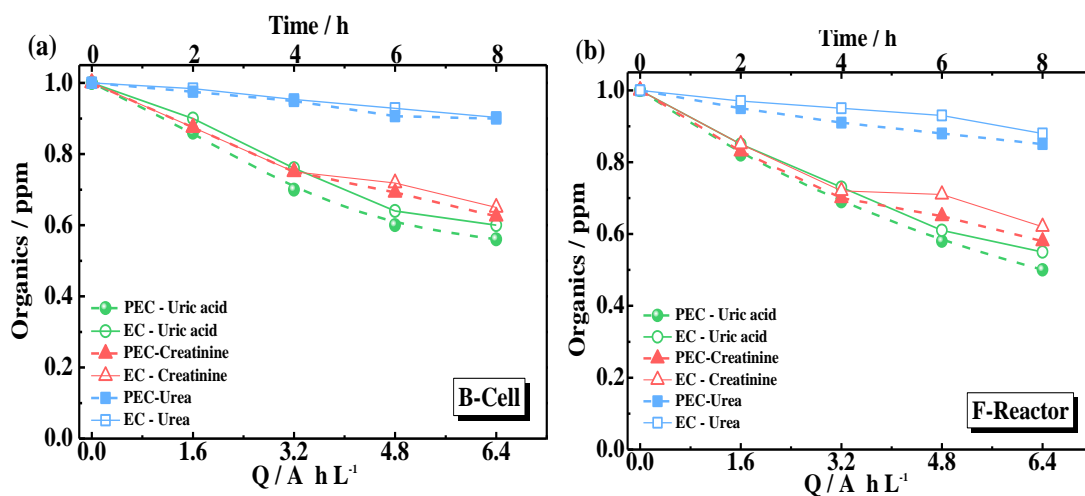 (a)
Time / h
0 2 4 6 8
Organics / ppm
1.0
0.8
0.6
0.4
0.2
0.0
PEC - Uric acid
EC - Uric acid
PEC-Creatinine
EC - Creatinine
PEC-Urea
EC - Urea
B-Cell
0.0 1.6 3.2 4.8 6.4
Q / A h L⁻¹
(b)
Time / h
0 2 4 6 8
Organics / ppm
1.0
0.8
0.6
0.4
0.2
0.0
PEC - Uric acid
EC - Uric acid
PEC-Creatinine
EC - Creatinine
PEC-Urea
EC - Urea
F-Reactor
0.0 1.6 3.2 4.8 6.4
Q / A h L⁻¹